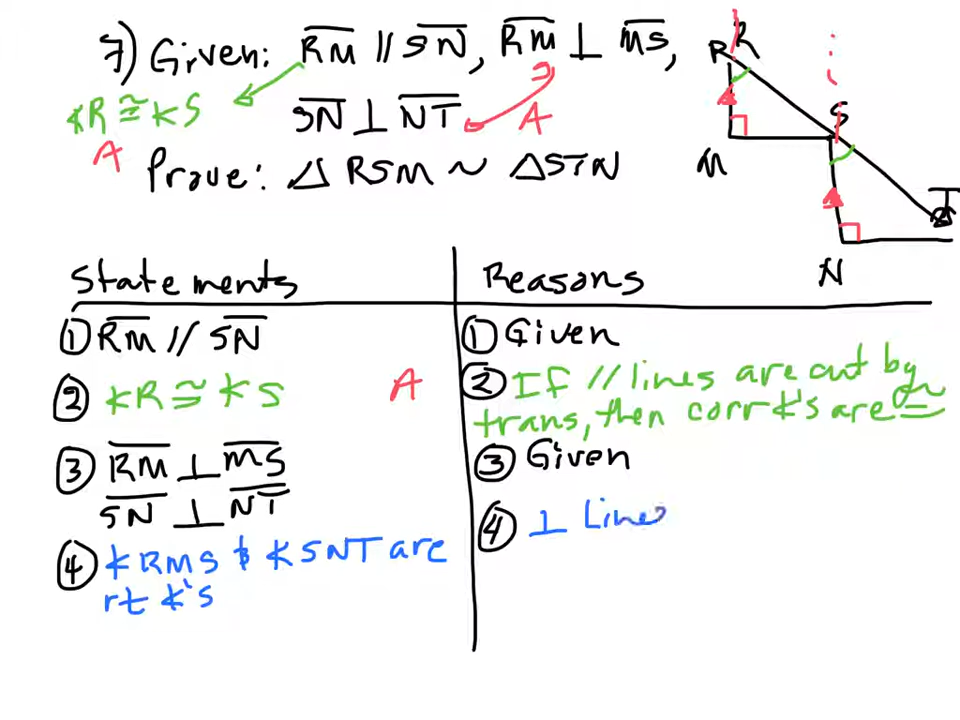 7) Given: RM // SN, RM ⊥ MS,
∡R ≅ ∡S SN ⊥ NT A
A Prove: △ RSM ~ △STN
R R
S
M
T
N
Statements Reasons
① RM // SN ① Given
② ∡R ≅ ∡S A ② If // lines are cut by
trans, then corr ∡'s are ≅
③ RM ⊥ MS ③ Given
SN ⊥ NT
④ ∡RMS & ∡SNT are ④ ⊥ Lines
rt ∡'s